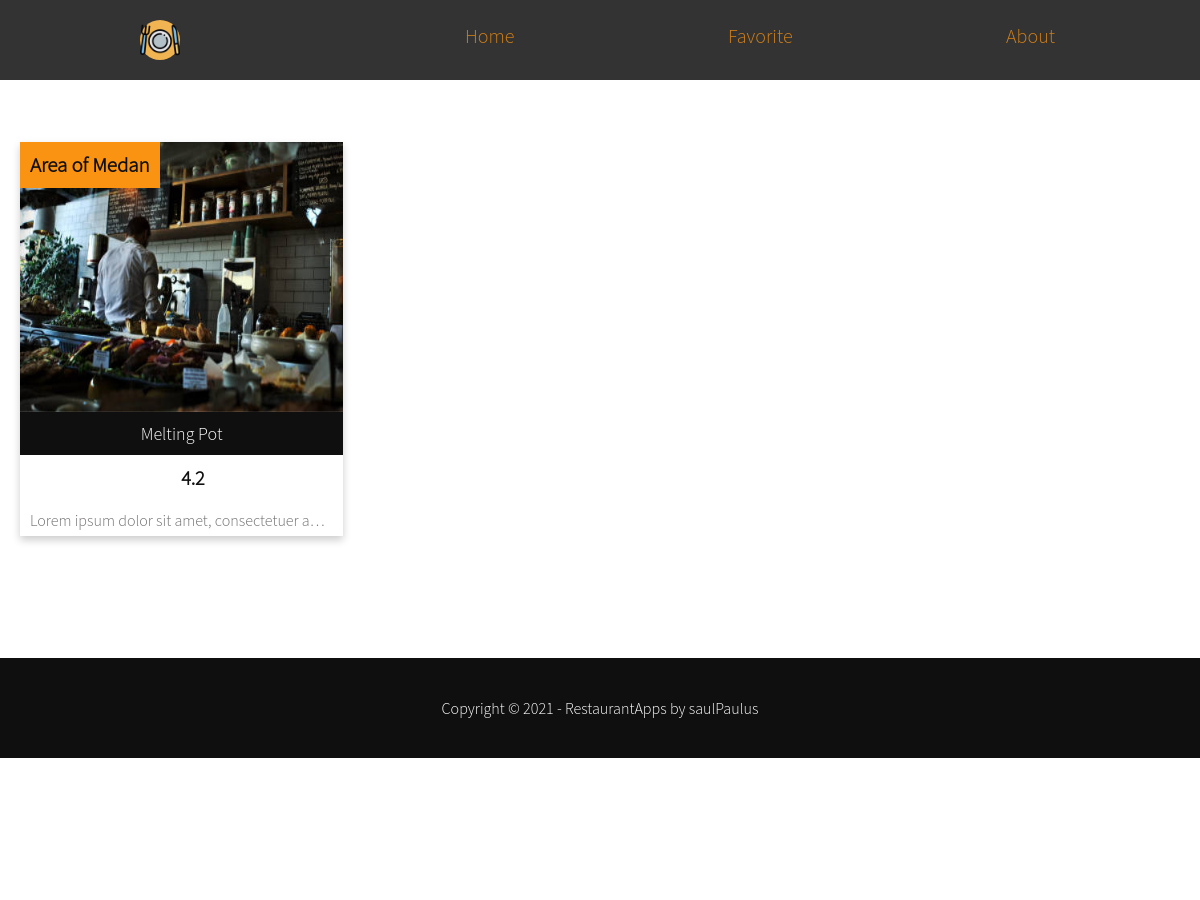 Home
Favorite
About
Area of Medan
Melting Pot
4.2
Lorem ipsum dolor sit amet, consectetuer a…
Copyright © 2021 - RestaurantApps by saulPaulus